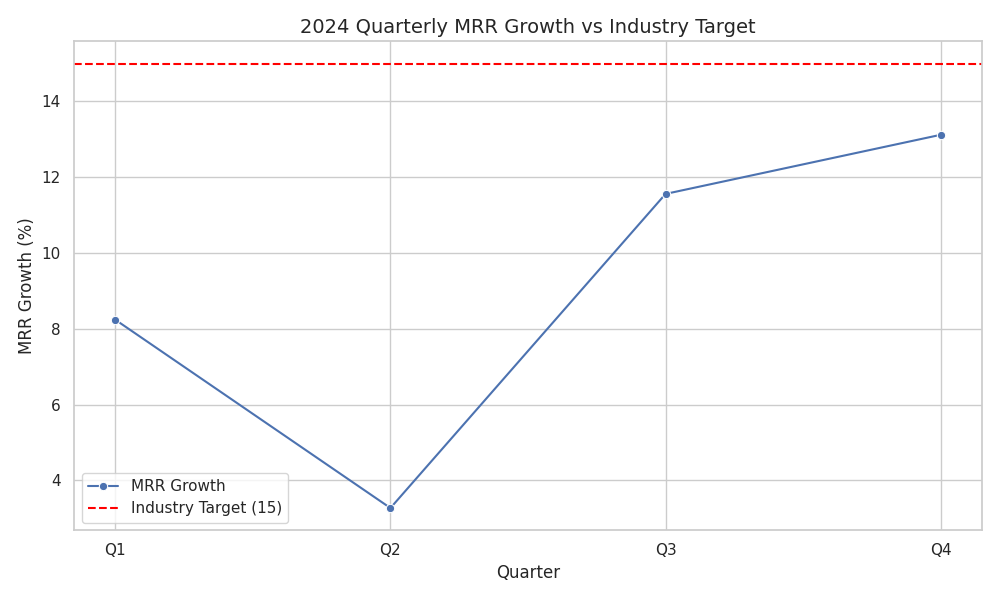 2024 Quarterly MRR Growth vs Industry Target
MRR Growth (%)
14
12
10
8
6
4
MRR Growth
Industry Target (15)
Q1 Q2 Q3 Q4
Quarter